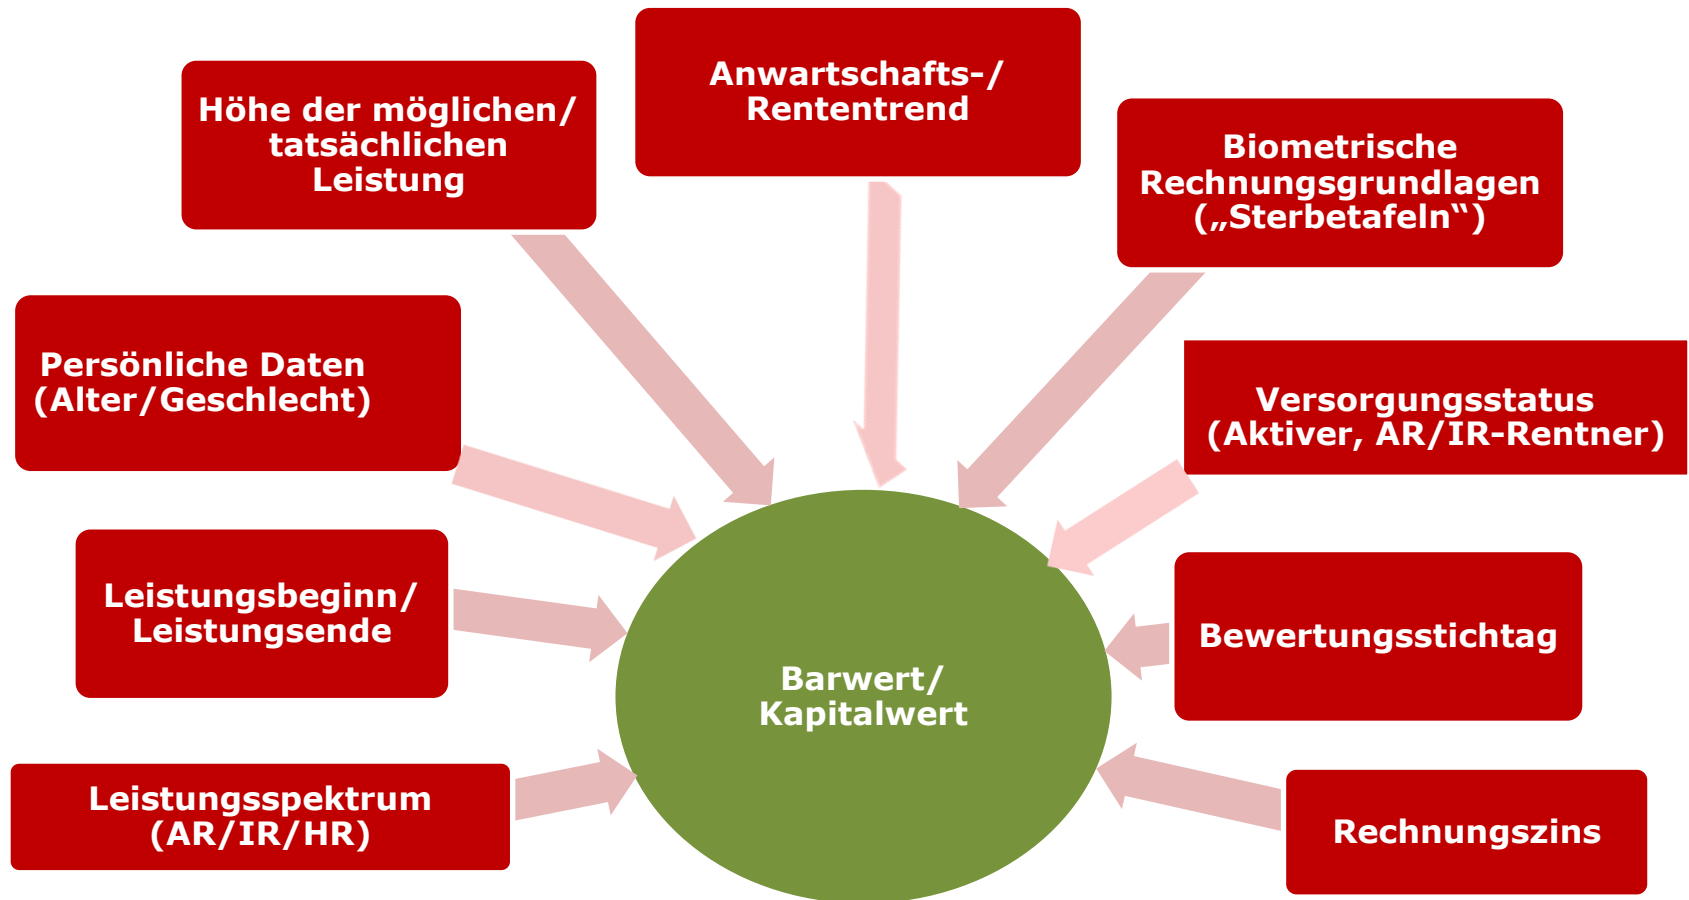 Anwartschafts-/
Rententrend
Höhe der möglichen/
tatsächlichen
Leistung
Biometrische
Rechnungsgrundlagen
(„Sterbetafeln“)
Persönliche Daten
(Alter/Geschlecht)
Versorgungsstatus
(Aktiver, AR/IR-Rentner)
Leistungsbeginn/
Leistungsende
Bewertungsstichtag
Barwert/
Kapitalwert
Leistungsspektrum
(AR/IR/HR)
Rechnungszins